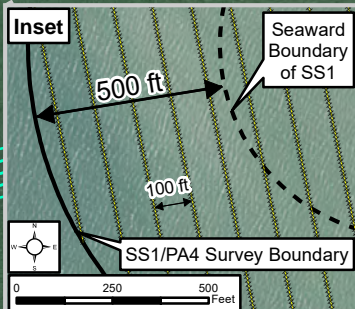 Inset
Seaward
Boundary
of SS1
500 ft
100 ft
N
W E
S
SS1/PA4 Survey Boundary
0 250 500
Feet